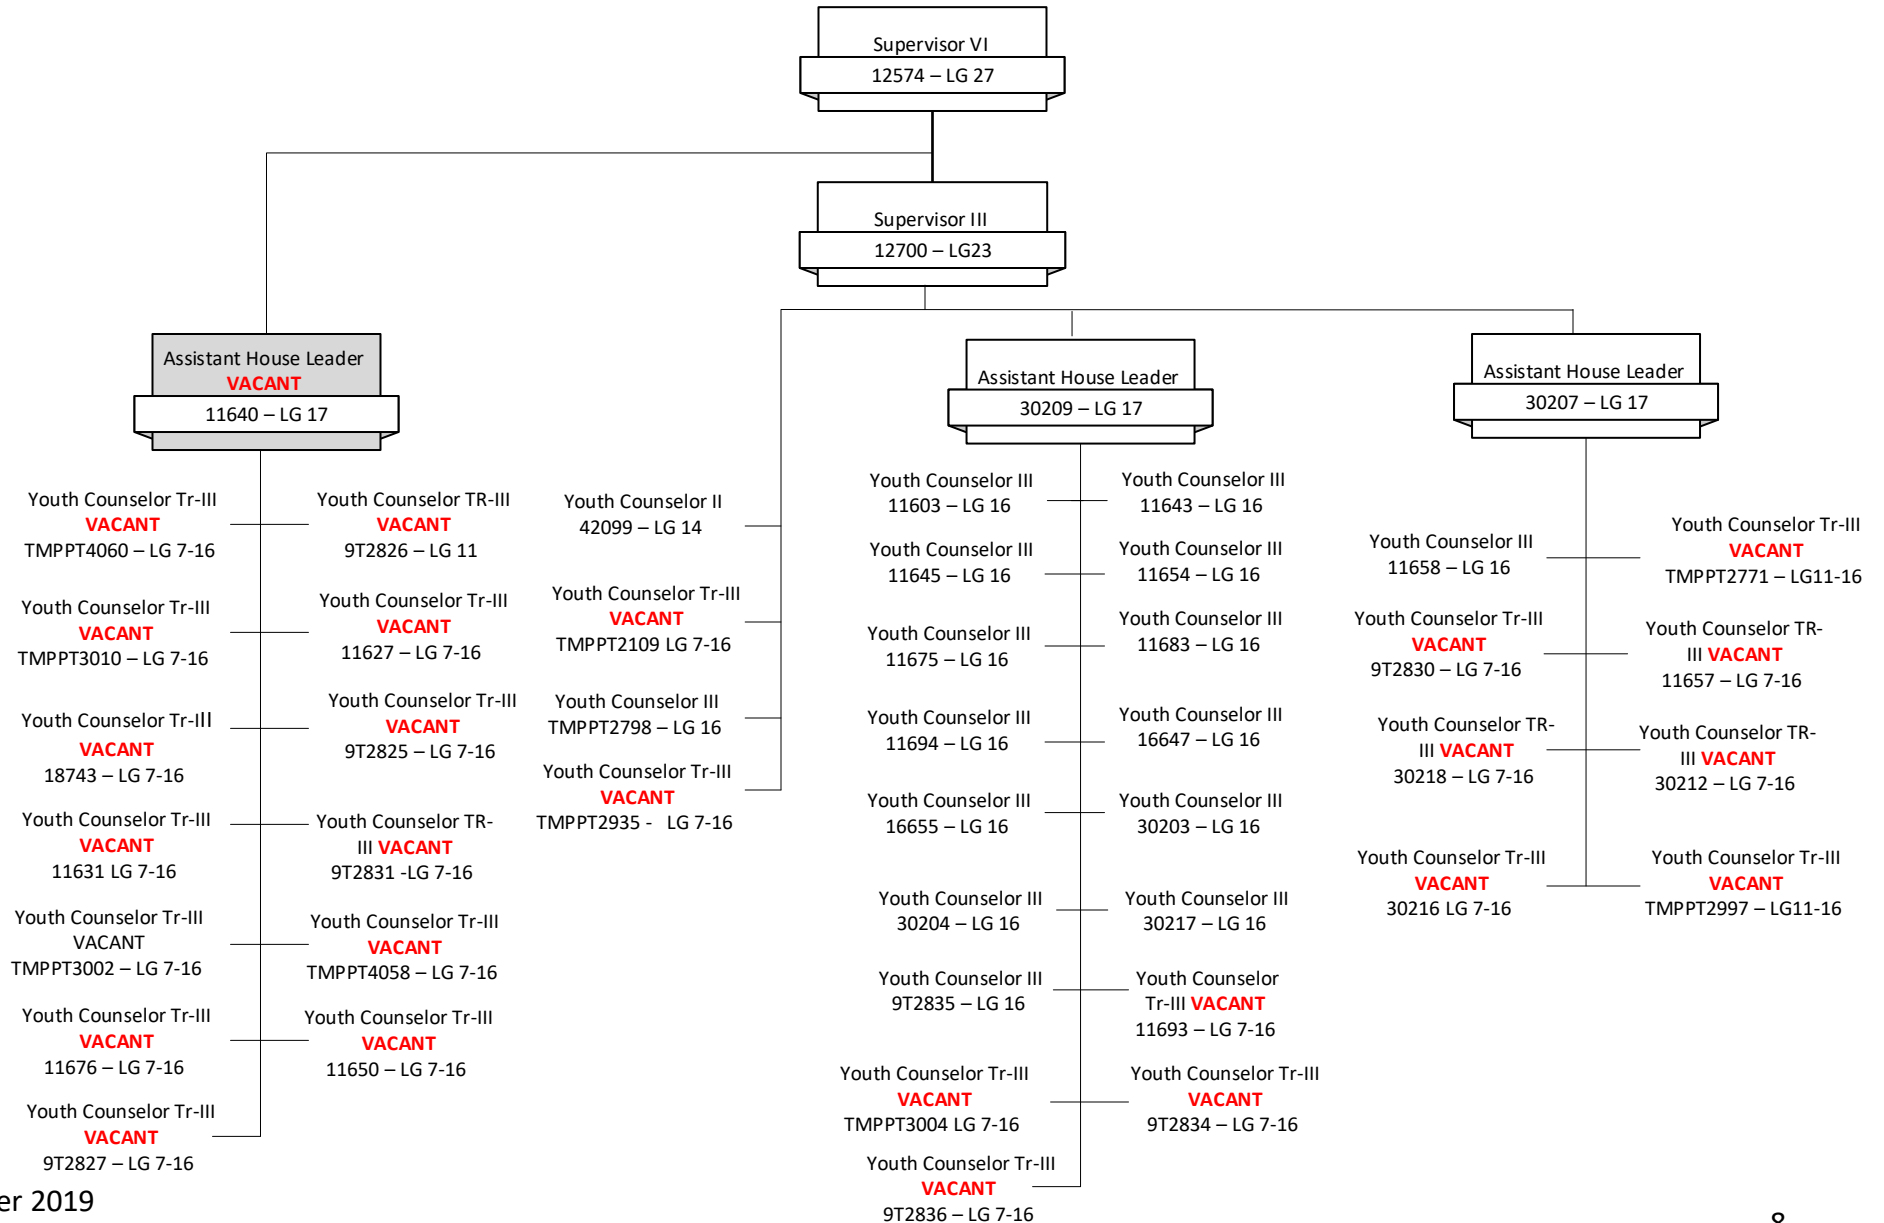 Supervisor VI
12574 – LG 27
Supervisor III
12700 – LG23
Assistant House Leader
VACANT
11640 – LG 17
Assistant House Leader
30209 – LG 17
Assistant House Leader
30207 – LG 17
Youth Counselor Tr-III
VACANT
TMPPT4060 – LG 7-16
Youth Counselor TR-III
VACANT
9T2826 – LG 11
Youth Counselor Tr-III
VACANT
TMPPT3010 – LG 7-16
Youth Counselor Tr-III
VACANT
11627 – LG 7-16
Youth Counselor Tr-III
VACANT
18743 – LG 7-16
Youth Counselor Tr-III
VACANT
9T2825 – LG 7-16
Youth Counselor Tr-III
VACANT
11631 LG 7-16
Youth Counselor TR-
III VACANT
9T2831 -LG 7-16
Youth Counselor Tr-III
VACANT
TMPPT3002 – LG 7-16
Youth Counselor Tr-III
VACANT
TMPPT4058 – LG 7-16
Youth Counselor Tr-III
VACANT
11676 – LG 7-16
Youth Counselor Tr-III
VACANT
11650 – LG 7-16
Youth Counselor Tr-III
VACANT
9T2827 – LG 7-16
Youth Counselor II
42099 – LG 14
Youth Counselor Tr-III
VACANT
TMPPT2109 LG 7-16
Youth Counselor III
TMPPT2798 – LG 16
Youth Counselor Tr-III
VACANT
TMPPT2935 - LG 7-16
Youth Counselor III
11603 – LG 16
Youth Counselor III
11643 – LG 16
Youth Counselor III
11645 – LG 16
Youth Counselor III
11654 – LG 16
Youth Counselor III
11675 – LG 16
Youth Counselor III
11683 – LG 16
Youth Counselor III
11694 – LG 16
Youth Counselor III
16647 – LG 16
Youth Counselor III
16655 – LG 16
Youth Counselor III
30203 – LG 16
Youth Counselor III
30204 – LG 16
Youth Counselor III
30217 – LG 16
Youth Counselor III
9T2835 – LG 16
Youth Counselor
Tr-III VACANT
11693 – LG 7-16
Youth Counselor Tr-III
VACANT
TMPPT3004 LG 7-16
Youth Counselor Tr-III
VACANT
9T2834 – LG 7-16
Youth Counselor Tr-III
VACANT
9T2836 – LG 7-16
Youth Counselor III
11658 – LG 16
Youth Counselor Tr-III
VACANT
TMPPT2771 – LG11-16
Youth Counselor Tr-III
VACANT
9T2830 – LG 7-16
Youth Counselor TR-
III VACANT
11657 – LG 7-16
Youth Counselor TR-
III VACANT
30218 – LG 7-16
Youth Counselor TR-
III VACANT
30212 – LG 7-16
Youth Counselor Tr-III
VACANT
30216 LG 7-16
Youth Counselor Tr-III
VACANT
TMPPT2997 – LG11-16
er 2019